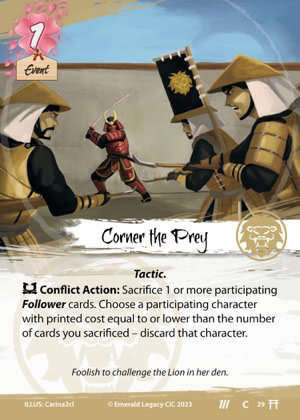 1
Event
Corner the Prey
Tactic.
Conflict Action: Sacrifice 1 or more participating
Follower cards. Choose a participating character
with printed cost equal to or lower than the number
of cards you sacrificed – discard that character.
Foolish to challenge the Lion in her den.
ILLUS: Carina2cl © Emerald Legacy CIC 2023 C 29